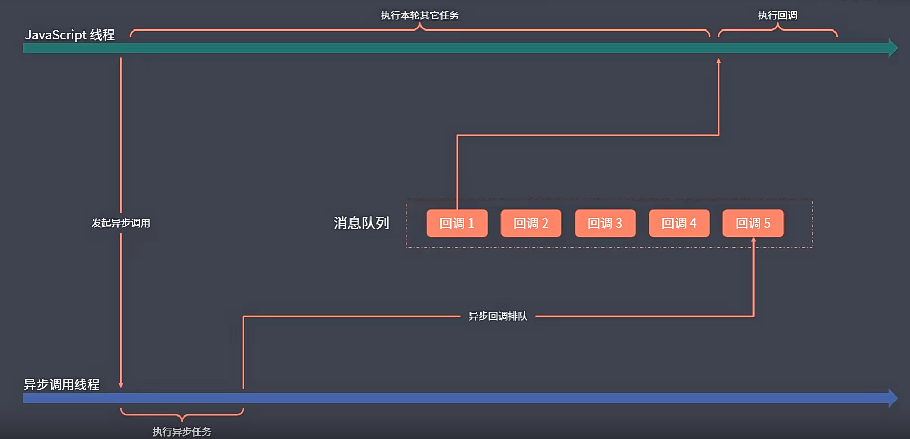 执行本轮其它任务
执行回调
JavaScript 线程
发起异步调用
消息队列
回调 1
回调 2
回调 3
回调 4
回调 5
异步回调排队
异步调用线程
执行异步任务